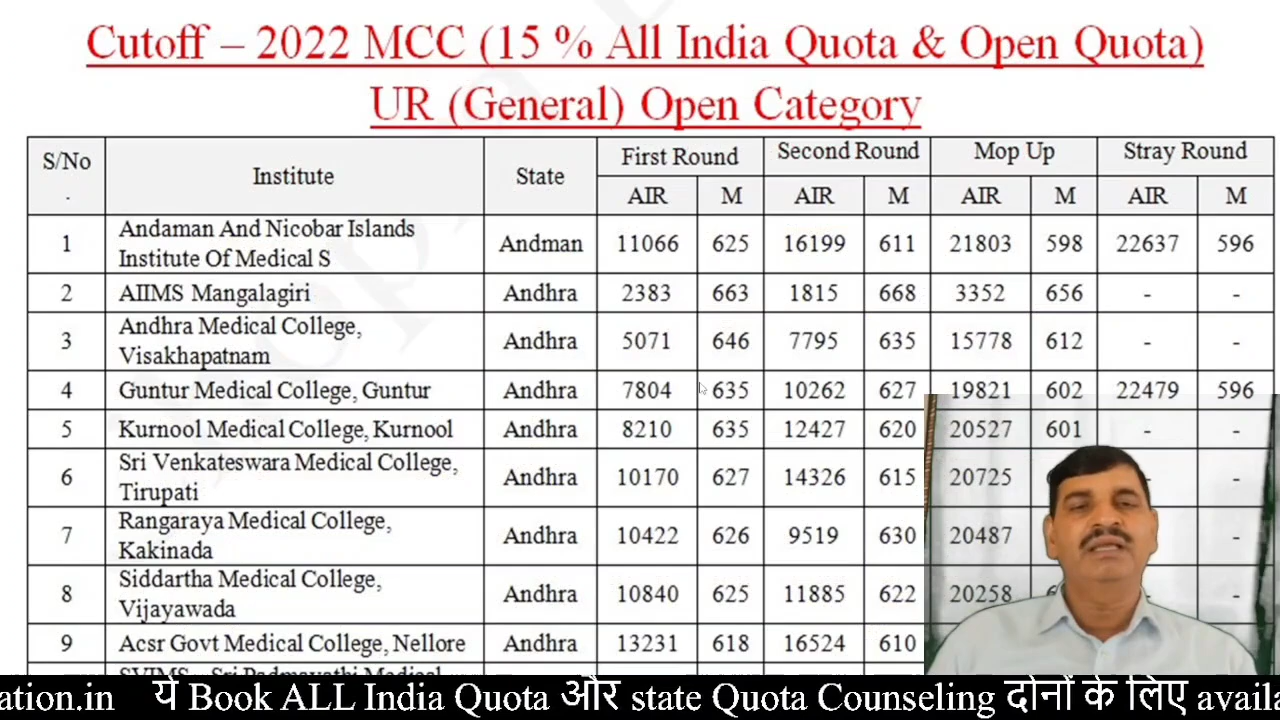 Cutoff – 2022 MCC (15 % All India Quota & Open Quota)
UR (General) Open Category
S/No . Institute State First Round Second Round Mop Up Stray Round
AIR M AIR M AIR M AIR M
1 Andaman And Nicobar Islands Institute Of Medical S Andman 11066 625 16199 611 21803 598 22637 596
2 AIIMS Mangalagiri Andhra 2383 663 1815 668 3352 656 - -
3 Andhra Medical College, Visakhapatnam Andhra 5071 646 7795 635 15778 612 - -
4 Guntur Medical College, Guntur Andhra 7804 635 10262 627 19821 602 22479 596
5 Kurnool Medical College, Kurnool Andhra 8210 635 12427 620 20527 601 - -
6 Sri Venkateswara Medical College, Tirupati Andhra 10170 627 14326 615 20725 - -
7 Rangaraya Medical College, Kakinada Andhra 10422 626 9519 630 20487 -
8 Siddartha Medical College, Vijayawada Andhra 10840 625 11885 622 20258 - -
9 Acsr Govt Medical College, Nellore Andhra 13231 618 16524 610
SVIMS - Sri Padmavathi Medical
ation.in ये Book ALL India Quota और state Quota Counseling दोनों के लिए availa